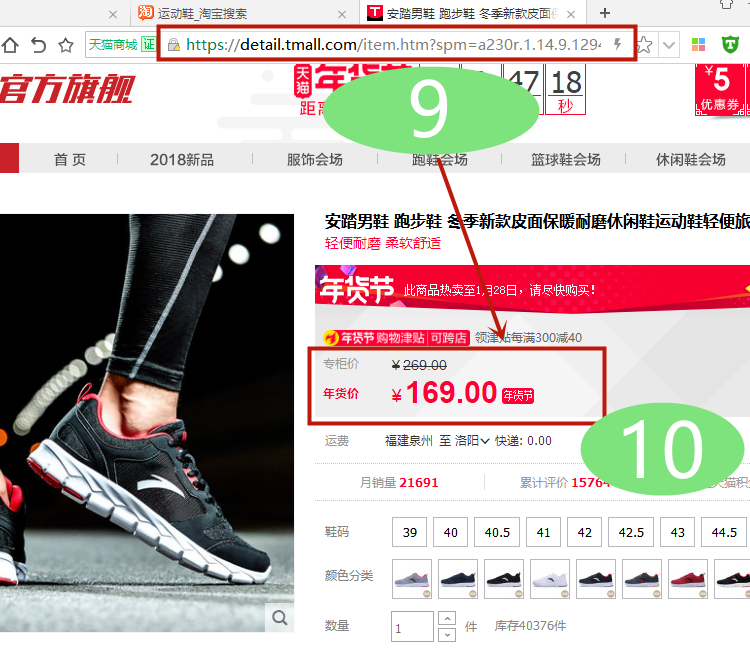 运动鞋_淘宝搜索
安踏男鞋 跑步鞋 冬季新款皮面保
天猫商城 证
https://detail.tmall.com/item.htm?spm=a230r.1.14.9.129
官方旗舰
天猫
年货节
距离
47 18
秒
¥5
优惠券
9
首 页
2018新品
服饰会场
跑鞋会场
篮球鞋会场
休闲鞋会场
安踏男鞋 跑步鞋 冬季新款皮面保暖耐磨休闲鞋运动鞋轻便旅
轻便耐磨 柔软舒适
年货节 此商品热卖至1月28日，请尽快购买！
年货节 购物津贴 可跨店 领津贴每满300减40
专柜价 ¥269.00
年货价 ¥169.00 年货节
运费 福建泉州 至 洛阳 快递: 0.00
10
月销量 21691
累计评价 15764
天猫积
鞋码 39 40 40.5 41 42 42.5 43 44.5
颜色分类
数量 1 件 库存40376件